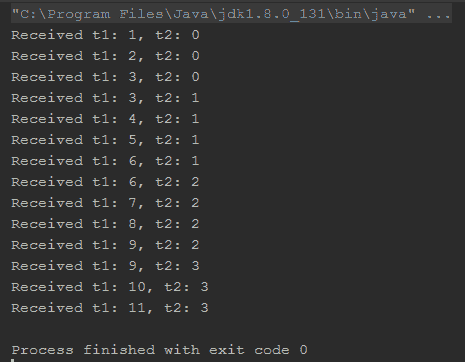 "C:\Program Files\Java\jdk1.8.0_131\bin\java" ...
Received t1: 1, t2: 0
Received t1: 2, t2: 0
Received t1: 3, t2: 0
Received t1: 3, t2: 1
Received t1: 4, t2: 1
Received t1: 5, t2: 1
Received t1: 6, t2: 1
Received t1: 6, t2: 2
Received t1: 7, t2: 2
Received t1: 8, t2: 2
Received t1: 9, t2: 2
Received t1: 9, t2: 3
Received t1: 10, t2: 3
Received t1: 11, t2: 3
Process finished with exit code 0